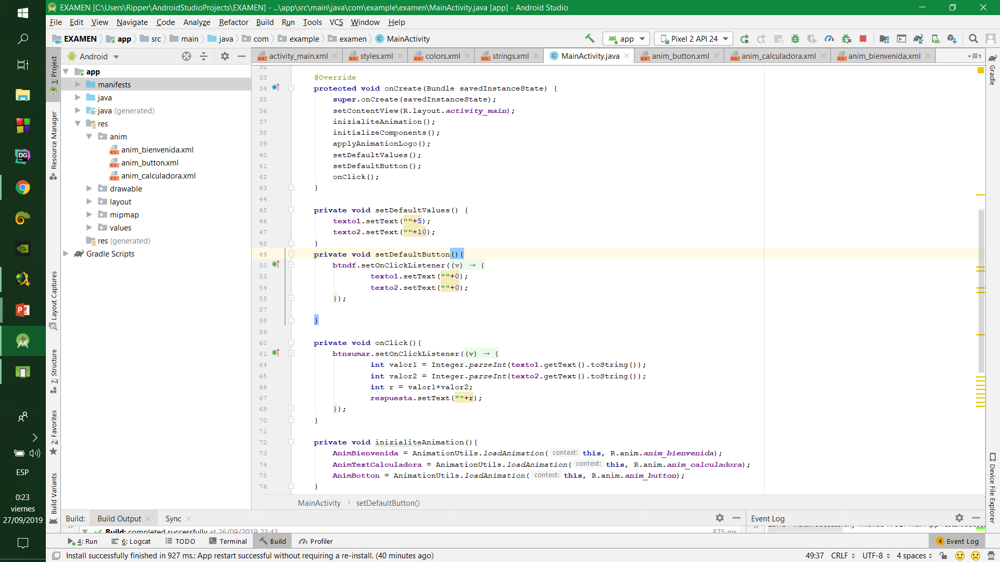 EXAMEN [C:\Users\Ripper\AndroidStudioProjects\EXAMEN] - ...\app\src\main\java\com\example\examen\MainActivity.java [app] - Android Studio
File Edit View Navigate Code Analyze Refactor Build Run Tools VCS Window Help
EXAMEN app src main java com example examen MainActivity
app Pixel 2 API 24
Android
activity_main.xml styles.xml colors.xml strings.xml MainActivity.java anim_button.xml anim_calculadora.xml anim_bienvenida.xml
1
1: Project
Resource Manager
Layout Captures
7: Structure
2: Favorites
Build Variants
app
manifests
java
java (generated)
res
anim
anim_bienvenida.xml
anim_button.xml
anim_calculadora.xml
drawable
layout
mipmap
values
res (generated)
Gradle Scripts
32
33 @Override
34 protected void onCreate(Bundle savedInstanceState) {
35 super.onCreate(savedInstanceState);
36 setContentView(R.layout.activity_main);
37 inizialiteAnimation();
38 initializeComponents();
39 applyAnimationLogo();
40 setDefaultValues();
41 setDefaultButton();
42 onClick();
43 }
44
45 private void setDefaultValues() {
46 texto1.setText(""+5);
47 texto2.setText(""+10);
48 }
49 private void setDefaultButton(){
50 btndf.setOnClickListener((v) → {
53 texto1.setText(""+0);
54 texto2.setText(""+0);
55 });
57
58 }
59
60 private void onClick(){
61 btnsumar.setOnClickListener((v) → {
64 int valor1 = Integer.parseInt(texto1.getText().toString());
65 int valor2 = Integer.parseInt(texto2.getText().toString());
66 int r = valor1+valor2;
67 respuesta.setText(""+r);
68 });
70 }
71
72 private void inizialiteAnimation(){
73 AnimBienvenida = AnimationUtils.loadAnimation( context: this, R.anim.anim_bienvenida);
74 AnimTextCalculadora = AnimationUtils.loadAnimation( context: this, R.anim.anim_calculadora);
75 AnimBotton = AnimationUtils.loadAnimation( context: this, R.anim.anim_button);
76 }
MainActivity › setDefaultButton()
Gradle
Device File Explorer
Build: Build Output Sync
Event Log
Build: completed successfully at 26/09/2019 23:43 875 ms
4: Run 6: Logcat TODO Terminal Build Profiler
4 Event Log
Install successfully finished in 927 ms.: App restart successful without requiring a re-install. (40 minutes ago)
49:37 CRLF UTF-8 4 spaces
DG
ESP
0:23
viernes
27/09/2019